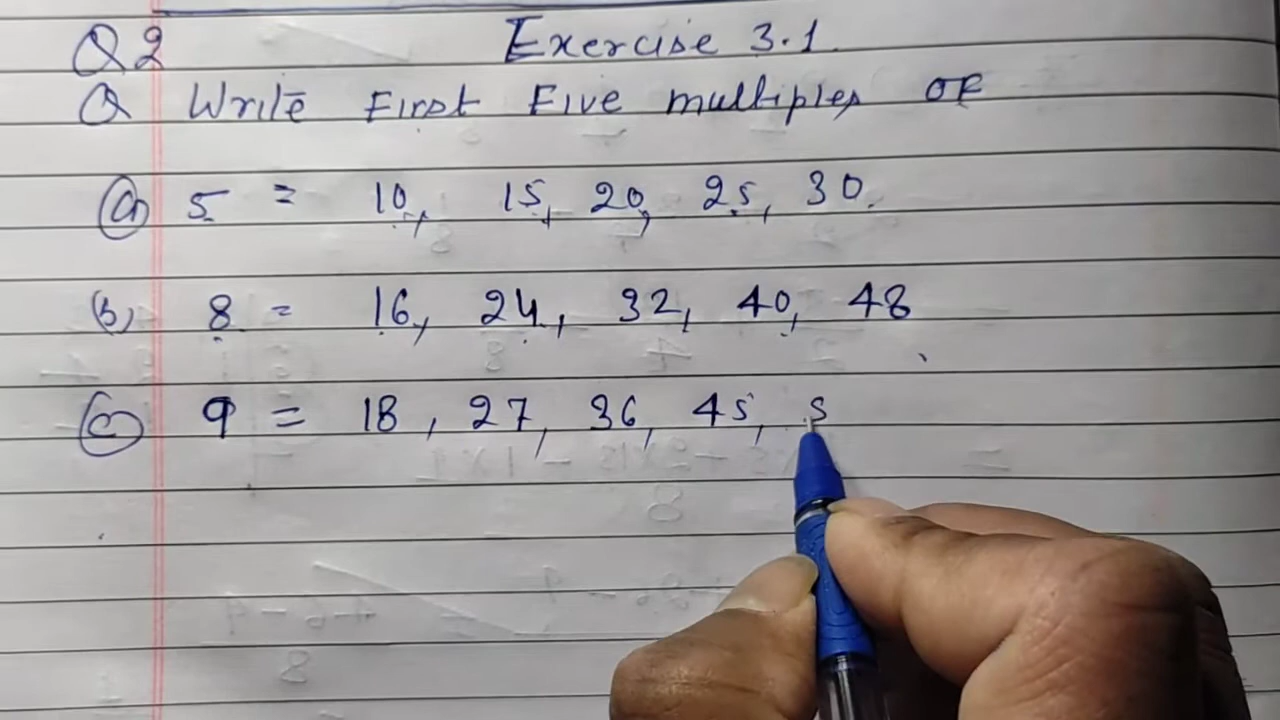 Q2 Exercise 3.1
Q Write First Five multiples OF
(a) 5 = 10, 15, 20, 25, 30.
(b) 8 = 16, 24, 32, 40, 48
(c) 9 = 18, 27, 36, 45, 5